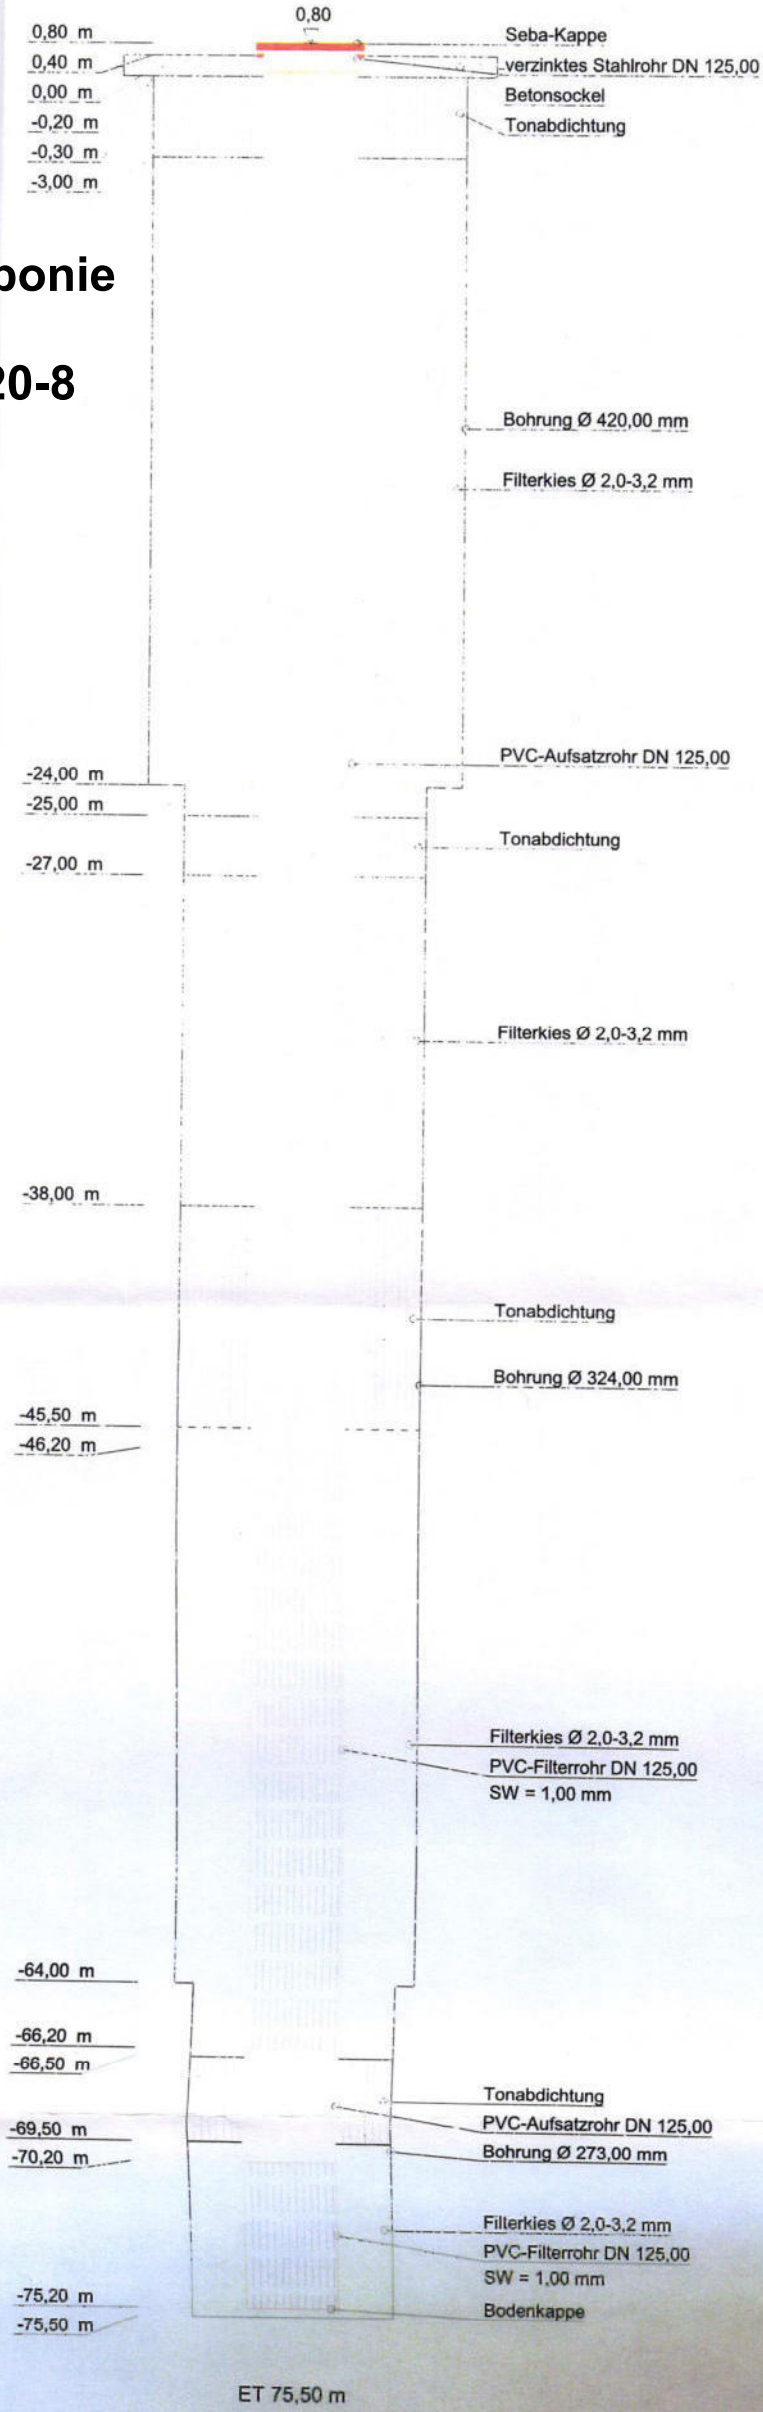 0,80
0,80 m
Seba-Kappe
0,40 m
verzinktes Stahlrohr DN 125,00
0,00 m
Betonsockel
-0,20 m
Tonabdichtung
-0,30 m
-3,00 m
20-8
Bohrung Ø 420,00 mm
Filterkies Ø 2,0-3,2 mm
PVC-Aufsatzrohr DN 125,00
-24,00 m
-25,00 m
Tonabdichtung
-27,00 m
Filterkies Ø 2,0-3,2 mm
-38,00 m
Tonabdichtung
Bohrung Ø 324,00 mm
-45,50 m
-46,20 m
Filterkies Ø 2,0-3,2 mm
PVC-Filterrohr DN 125,00
SW = 1,00 mm
-64,00 m
-66,20 m
-66,50 m
Tonabdichtung
PVC-Aufsatzrohr DN 125,00
-69,50 m
Bohrung Ø 273,00 mm
-70,20 m
Filterkies Ø 2,0-3,2 mm
PVC-Filterrohr DN 125,00
SW = 1,00 mm
-75,20 m
Bodenkappe
-75,50 m
ET 75,50 m